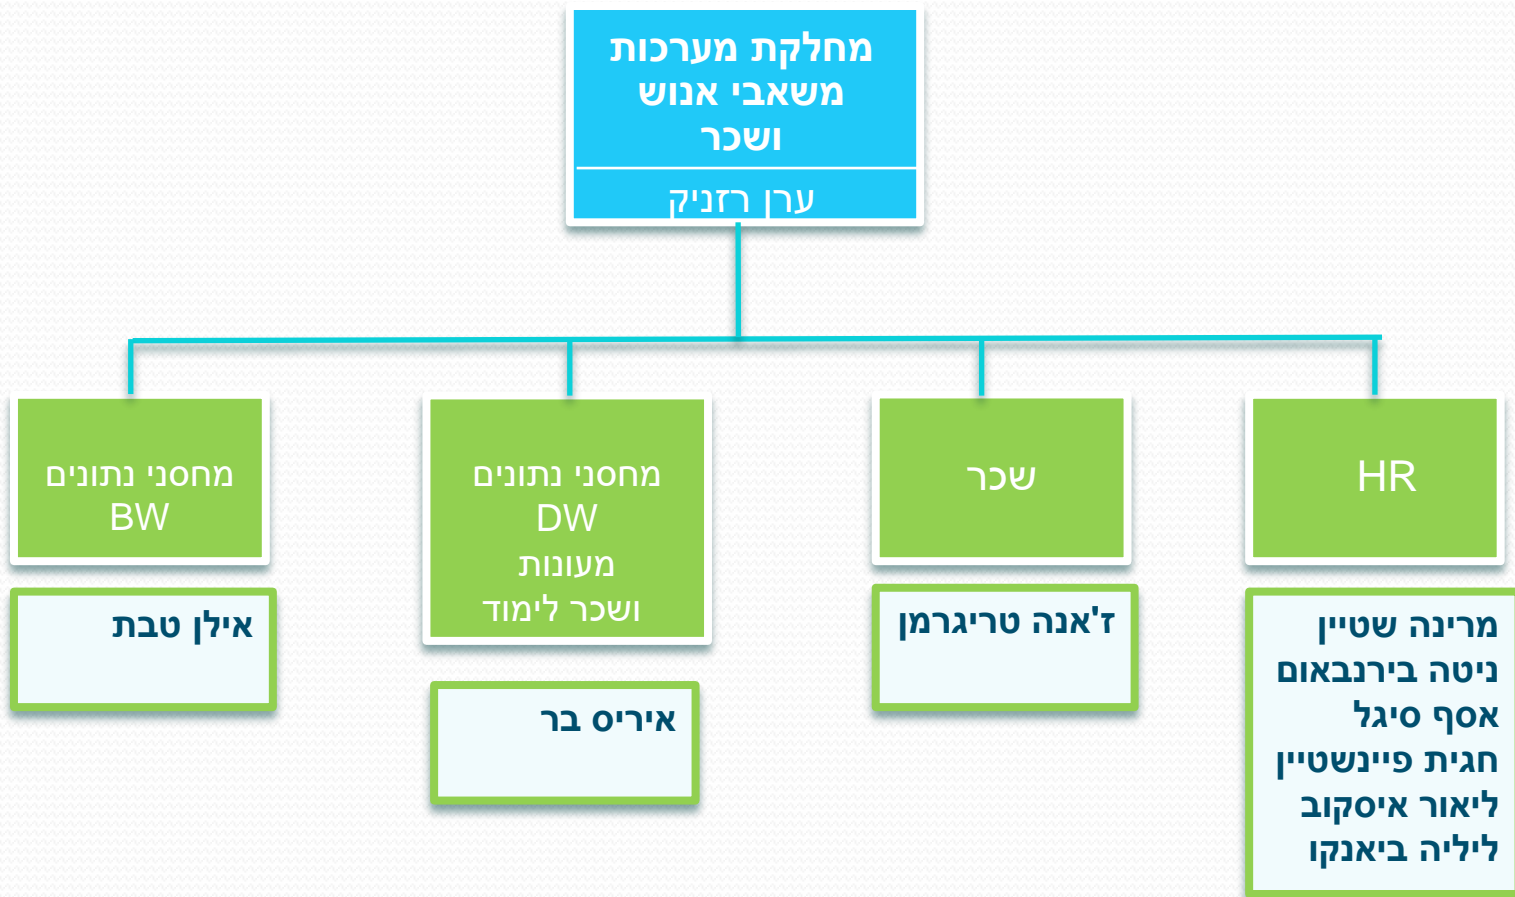 מחלקת מערכות
משאבי אנוש
ושכר
ערן רזניק
HR
מרינה שטיין
ניטה בירנבאום
אסף סיגל
חגית פיינשטיין
ליאור איסקוב
ליליה ביאנקו
שכר
ז'אנה טריגרמן
מחסני נתונים
DW
מעונות
ושכר לימוד
איריס בר
מחסני נתונים
BW
אילן טבת